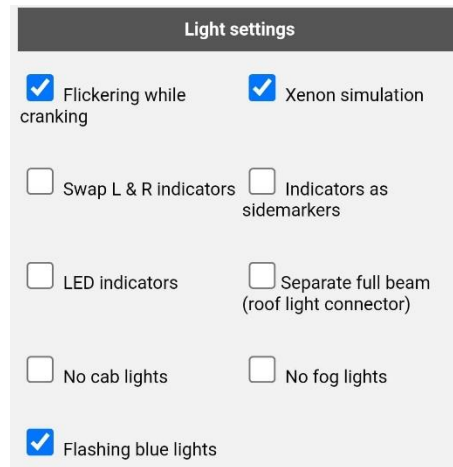 Light settings
Flickering while
cranking
Xenon simulation
Swap L & R indicators
Indicators as
sidemarkers
LED indicators
Separate full beam
(roof light connector)
No cab lights
No fog lights
Flashing blue lights